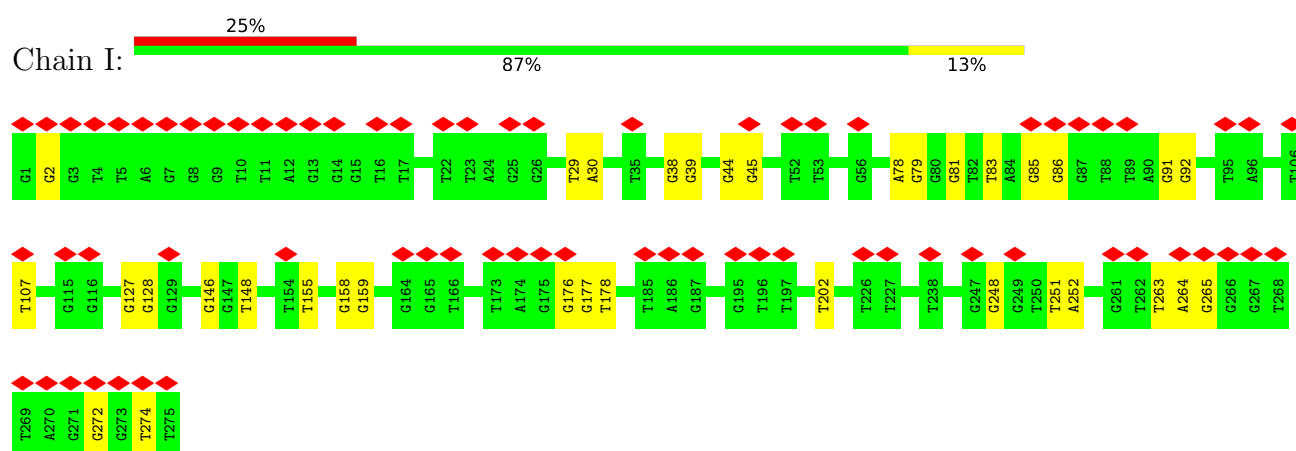 25%
Chain I:
87% 13%
G1 G2 G3 T4 T5 A6 G7 G8 G9 T10 T11 A12 G13 G14 G15 T16 T17 T22 T23 A24 G25 G26 T29 A30 T35 G38 G39 G44 G45 T52 T53 G56 A78 G79 G80 G81 T82 T83 A84 G85 G86 G87 T88 T89 A90 G91 G92 T95 A96 T106
T107 G115 G116 G127 G128 G129 G146 G147 T148 T154 T155 G158 G159 G164 G165 T166 T173 A174 G175 G176 G177 T178 T185 A186 G187 G195 T196 T197 T202 T226 T227 T238 G247 G248 G249 T250 T251 A252 G261 T262 T263 A264 G265 G266 G267 T268
T269 A270 G271 G272 G273 T274 T275